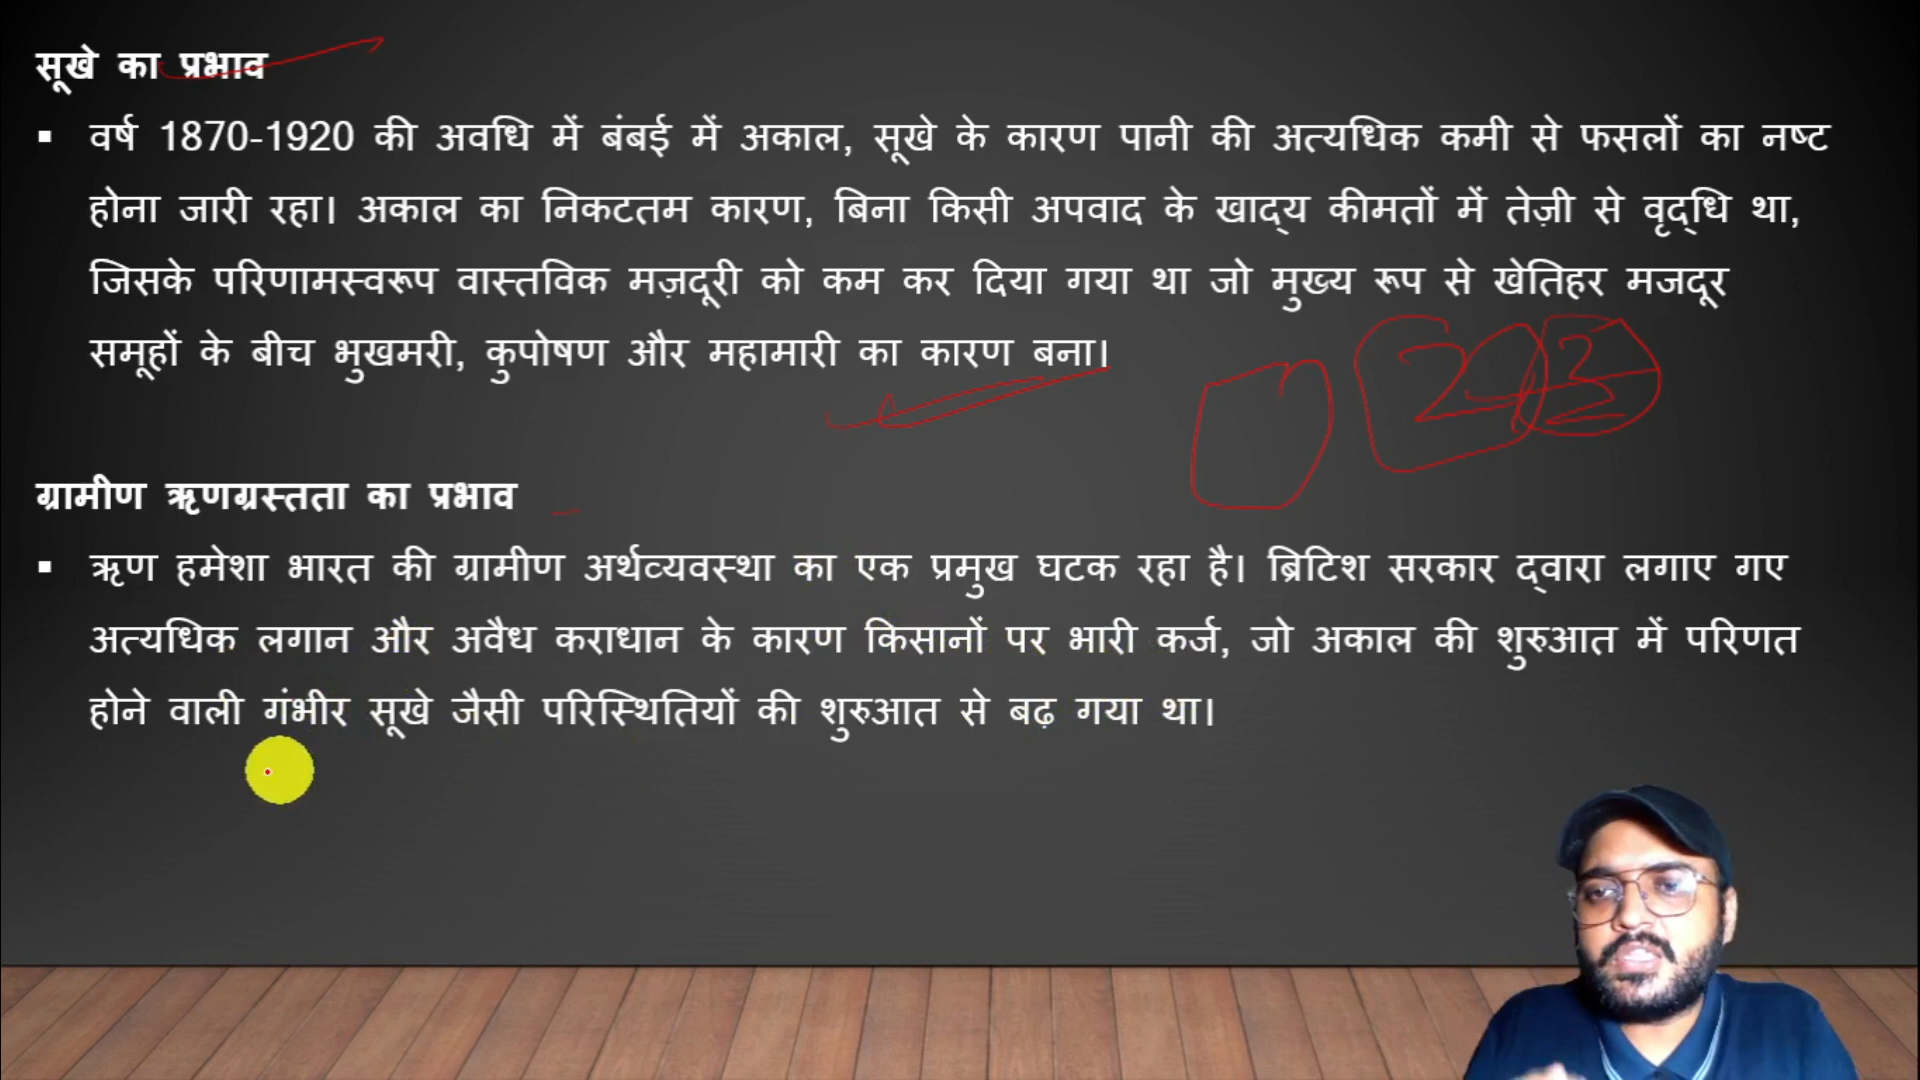 सूखे का प्रभाव
▪ वर्ष 1870-1920 की अवधि में बंबई में अकाल, सूखे के कारण पानी की अत्यधिक कमी से फसलों का नष्ट
होना जारी रहा। अकाल का निकटतम कारण, बिना किसी अपवाद के खाद्य कीमतों में तेज़ी से वृद्धि था,
जिसके परिणामस्वरूप वास्तविक मज़दूरी को कम कर दिया गया था जो मुख्य रूप से खेतिहर मजदूर
समूहों के बीच भुखमरी, कुपोषण और महामारी का कारण बना।
2 3
ग्रामीण ऋणग्रस्तता का प्रभाव
▪ ऋण हमेशा भारत की ग्रामीण अर्थव्यवस्था का एक प्रमुख घटक रहा है। ब्रिटिश सरकार द्वारा लगाए गए
अत्यधिक लगान और अवैध कराधान के कारण किसानों पर भारी कर्ज, जो अकाल की शुरुआत में परिणत
होने वाली गंभीर सूखे जैसी परिस्थितियों की शुरुआत से बढ़ गया था।